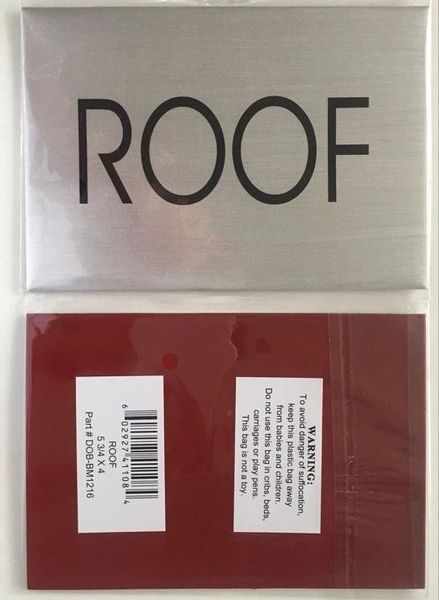 ROOF
WARNING:
To avoid danger of suffocation,
keep this plastic bag away
from babies and children.
Do not use this bag in cribs, beds,
carriages or play pens.
This bag is not a toy.
6 02927 41108 4
ROOF
5 3/4 X 4
Part # DOB-BM1216